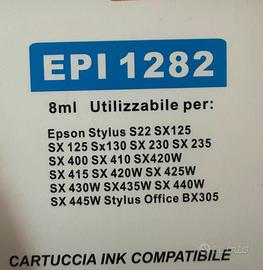 EPI 1282
8ml Utilizzabile per:
Epson Stylus S22 SX125
SX 125 Sx130 SX 230 SX 235
SX 400 SX 410 SX420W
SX 415 SX 420W SX 425W
SX 430W SX435W SX 440W
SX 445W Stylus Office BX305
CARTUCCIA INK COMPATIBILE
subito